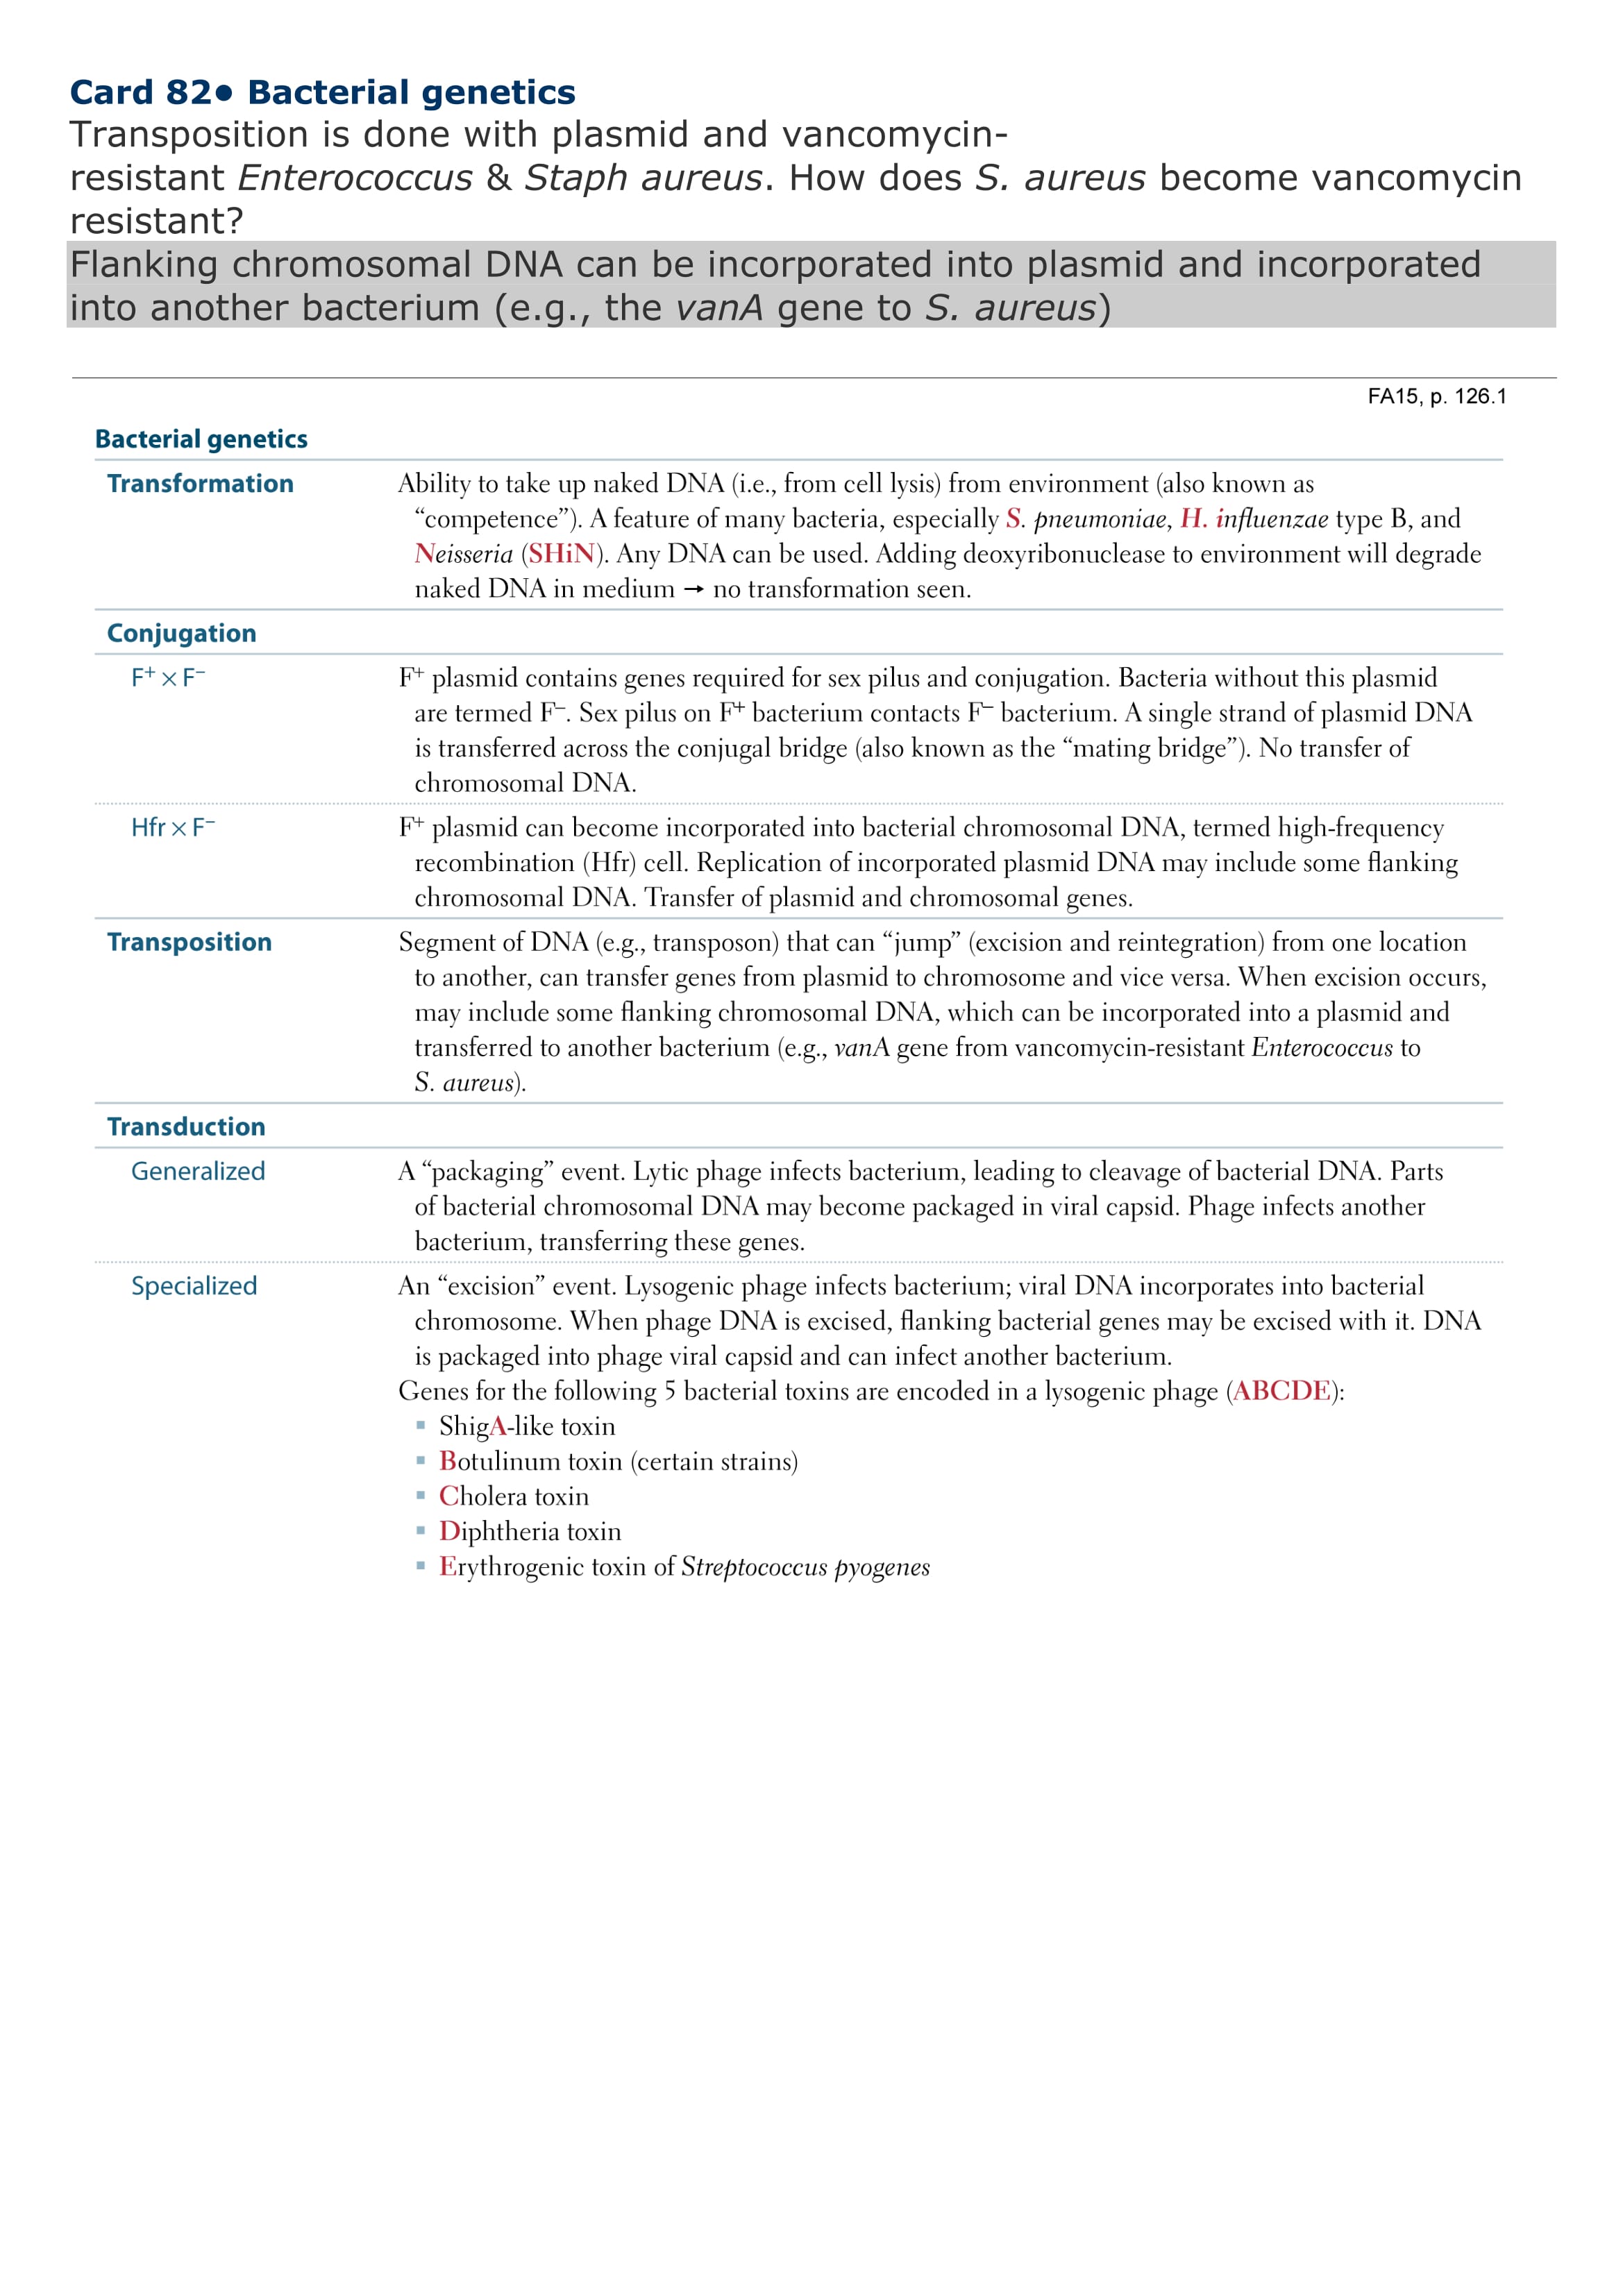 Card 82● Bacterial genetics
Transposition is done with plasmid and vancomycin-
resistant Enterococcus & Staph aureus. How does S. aureus become vancomycin
resistant?
Flanking chromosomal DNA can be incorporated into plasmid and incorporated
into another bacterium (e.g., the vanA gene to S. aureus)
FA15, p. 126.1
Bacterial genetics
Transformation
Ability to take up naked DNA (i.e., from cell lysis) from environment (also known as
“competence”). A feature of many bacteria, especially S. pneumoniae, H. influenzae type B, and
Neisseria (SHiN). Any DNA can be used. Adding deoxyribonuclease to environment will degrade
naked DNA in medium → no transformation seen.
Conjugation
F⁺ × F⁻
F⁺ plasmid contains genes required for sex pilus and conjugation. Bacteria without this plasmid
are termed F⁻. Sex pilus on F⁺ bacterium contacts F⁻ bacterium. A single strand of plasmid DNA
is transferred across the conjugal bridge (also known as the “mating bridge”). No transfer of
chromosomal DNA.
Hfr × F⁻
F⁺ plasmid can become incorporated into bacterial chromosomal DNA, termed high-frequency
recombination (Hfr) cell. Replication of incorporated plasmid DNA may include some flanking
chromosomal DNA. Transfer of plasmid and chromosomal genes.
Transposition
Segment of DNA (e.g., transposon) that can “jump” (excision and reintegration) from one location
to another, can transfer genes from plasmid to chromosome and vice versa. When excision occurs,
may include some flanking chromosomal DNA, which can be incorporated into a plasmid and
transferred to another bacterium (e.g., vanA gene from vancomycin-resistant Enterococcus to
S. aureus).
Transduction
Generalized
A “packaging” event. Lytic phage infects bacterium, leading to cleavage of bacterial DNA. Parts
of bacterial chromosomal DNA may become packaged in viral capsid. Phage infects another
bacterium, transferring these genes.
Specialized
An “excision” event. Lysogenic phage infects bacterium; viral DNA incorporates into bacterial
chromosome. When phage DNA is excised, flanking bacterial genes may be excised with it. DNA
is packaged into phage viral capsid and can infect another bacterium.
Genes for the following 5 bacterial toxins are encoded in a lysogenic phage (ABCDE):
▪ ShigA-like toxin
▪ Botulinum toxin (certain strains)
▪ Cholera toxin
▪ Diphtheria toxin
▪ Erythrogenic toxin of Streptococcus pyogenes